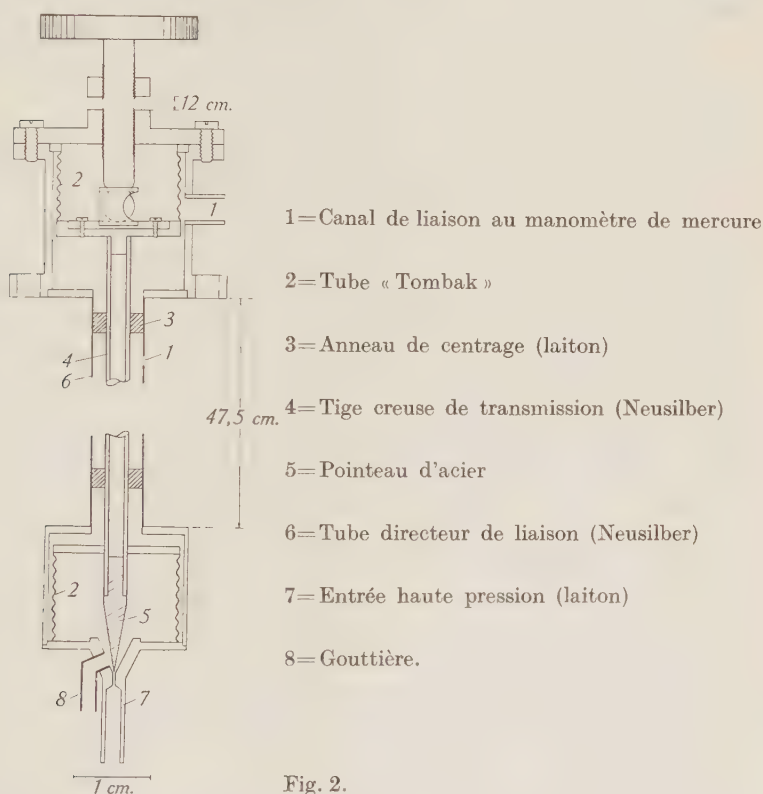 12 cm.
2
1
1=Canal de liaison au manomètre de mercure
2=Tube « Tombak »
3
3=Anneau de centrage (laiton)
4
1
6
4=Tige creuse de transmission (Neusilber)
47,5 cm.
5=Pointeau d'acier
6=Tube directeur de liaison (Neusilber)
2
7=Entrée haute pression (laiton)
5
8=Gouttière.
8
7
1 cm.
Fig. 2.